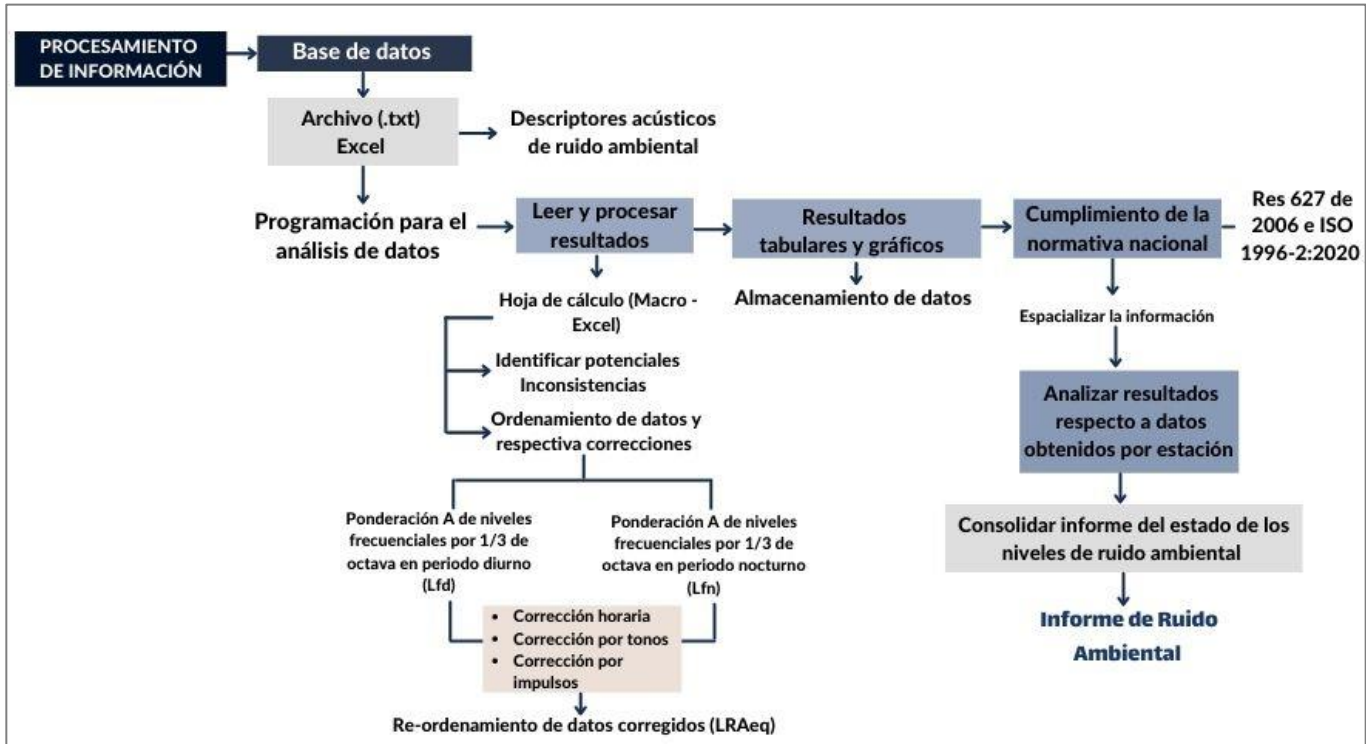 PROCESAMIENTO
DE INFORMACIÓN
Base de datos
Archivo (.txt)
Excel
Descriptores acústicos
de ruido ambiental
Programación para el
análisis de datos
Leer y procesar
resultados
Resultados
tabulares y gráficos
Cumplimiento de la
normativa nacional
Res 627 de
2006 e ISO
1996-2:2020
Hoja de cálculo (Macro -
Excel)
Identificar potenciales
Inconsistencias
Ordenamiento de datos y
respectiva correcciones
Almacenamiento de datos
Espacializar la información
Analizar resultados
respecto a datos
obtenidos por estación
Ponderación A de niveles
frecuenciales por 1/3 de
octava en periodo diurno
(Lfd)
Ponderación A de niveles
frecuenciales por 1/3 de
octava en periodo nocturno
(Lfn)
• Corrección horaria
• Corrección por tonos
• Corrección por
impulsos
Re-ordenamiento de datos corregidos (LRAeq)
Consolidar informe del estado de los
niveles de ruido ambiental
Informe de Ruido
Ambiental